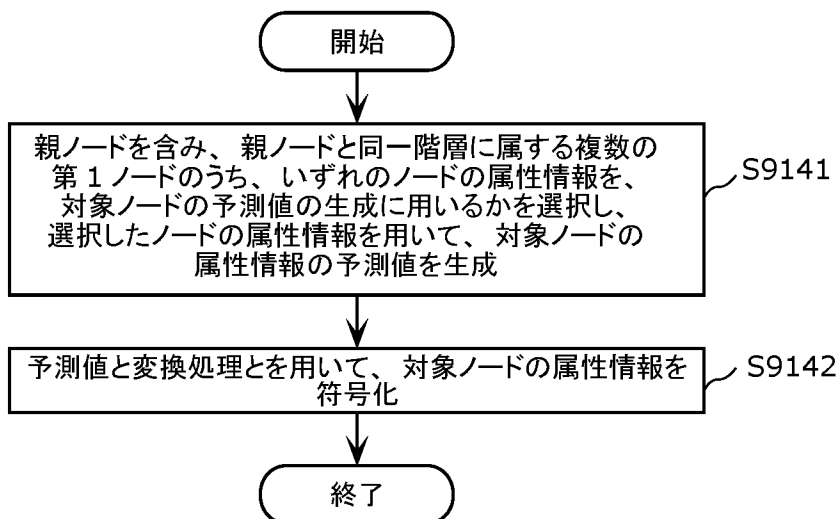 開始
親ノードを含み、親ノードと同一階層に属する複数の
第1ノードのうち、いずれのノードの属性情報を、
対象ノードの予測値の生成に用いるかを選択し、
選択したノードの属性情報を用いて、対象ノードの
属性情報の予測値を生成
S9141
予測値と変換処理とを用いて、対象ノードの属性情報を
符号化
S9142
終了